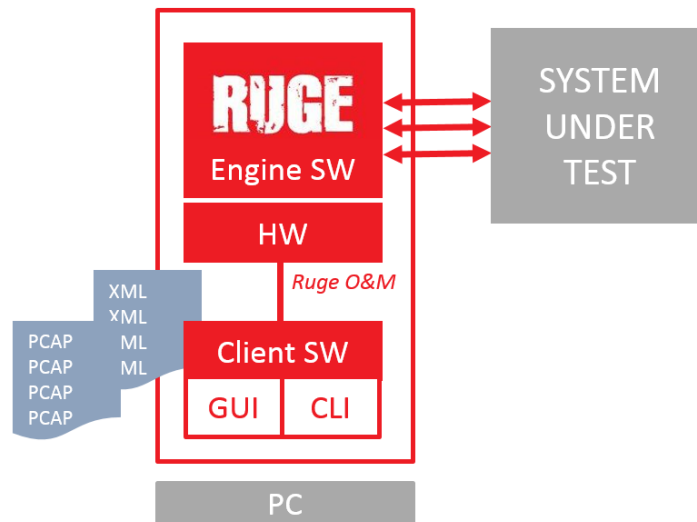 RUGE
Engine SW
SYSTEM
UNDER
TEST
HW
Ruge O&M
XML
XML
ML
ML
PCAP
PCAP
PCAP
PCAP
Client SW
GUI
CLI
PC